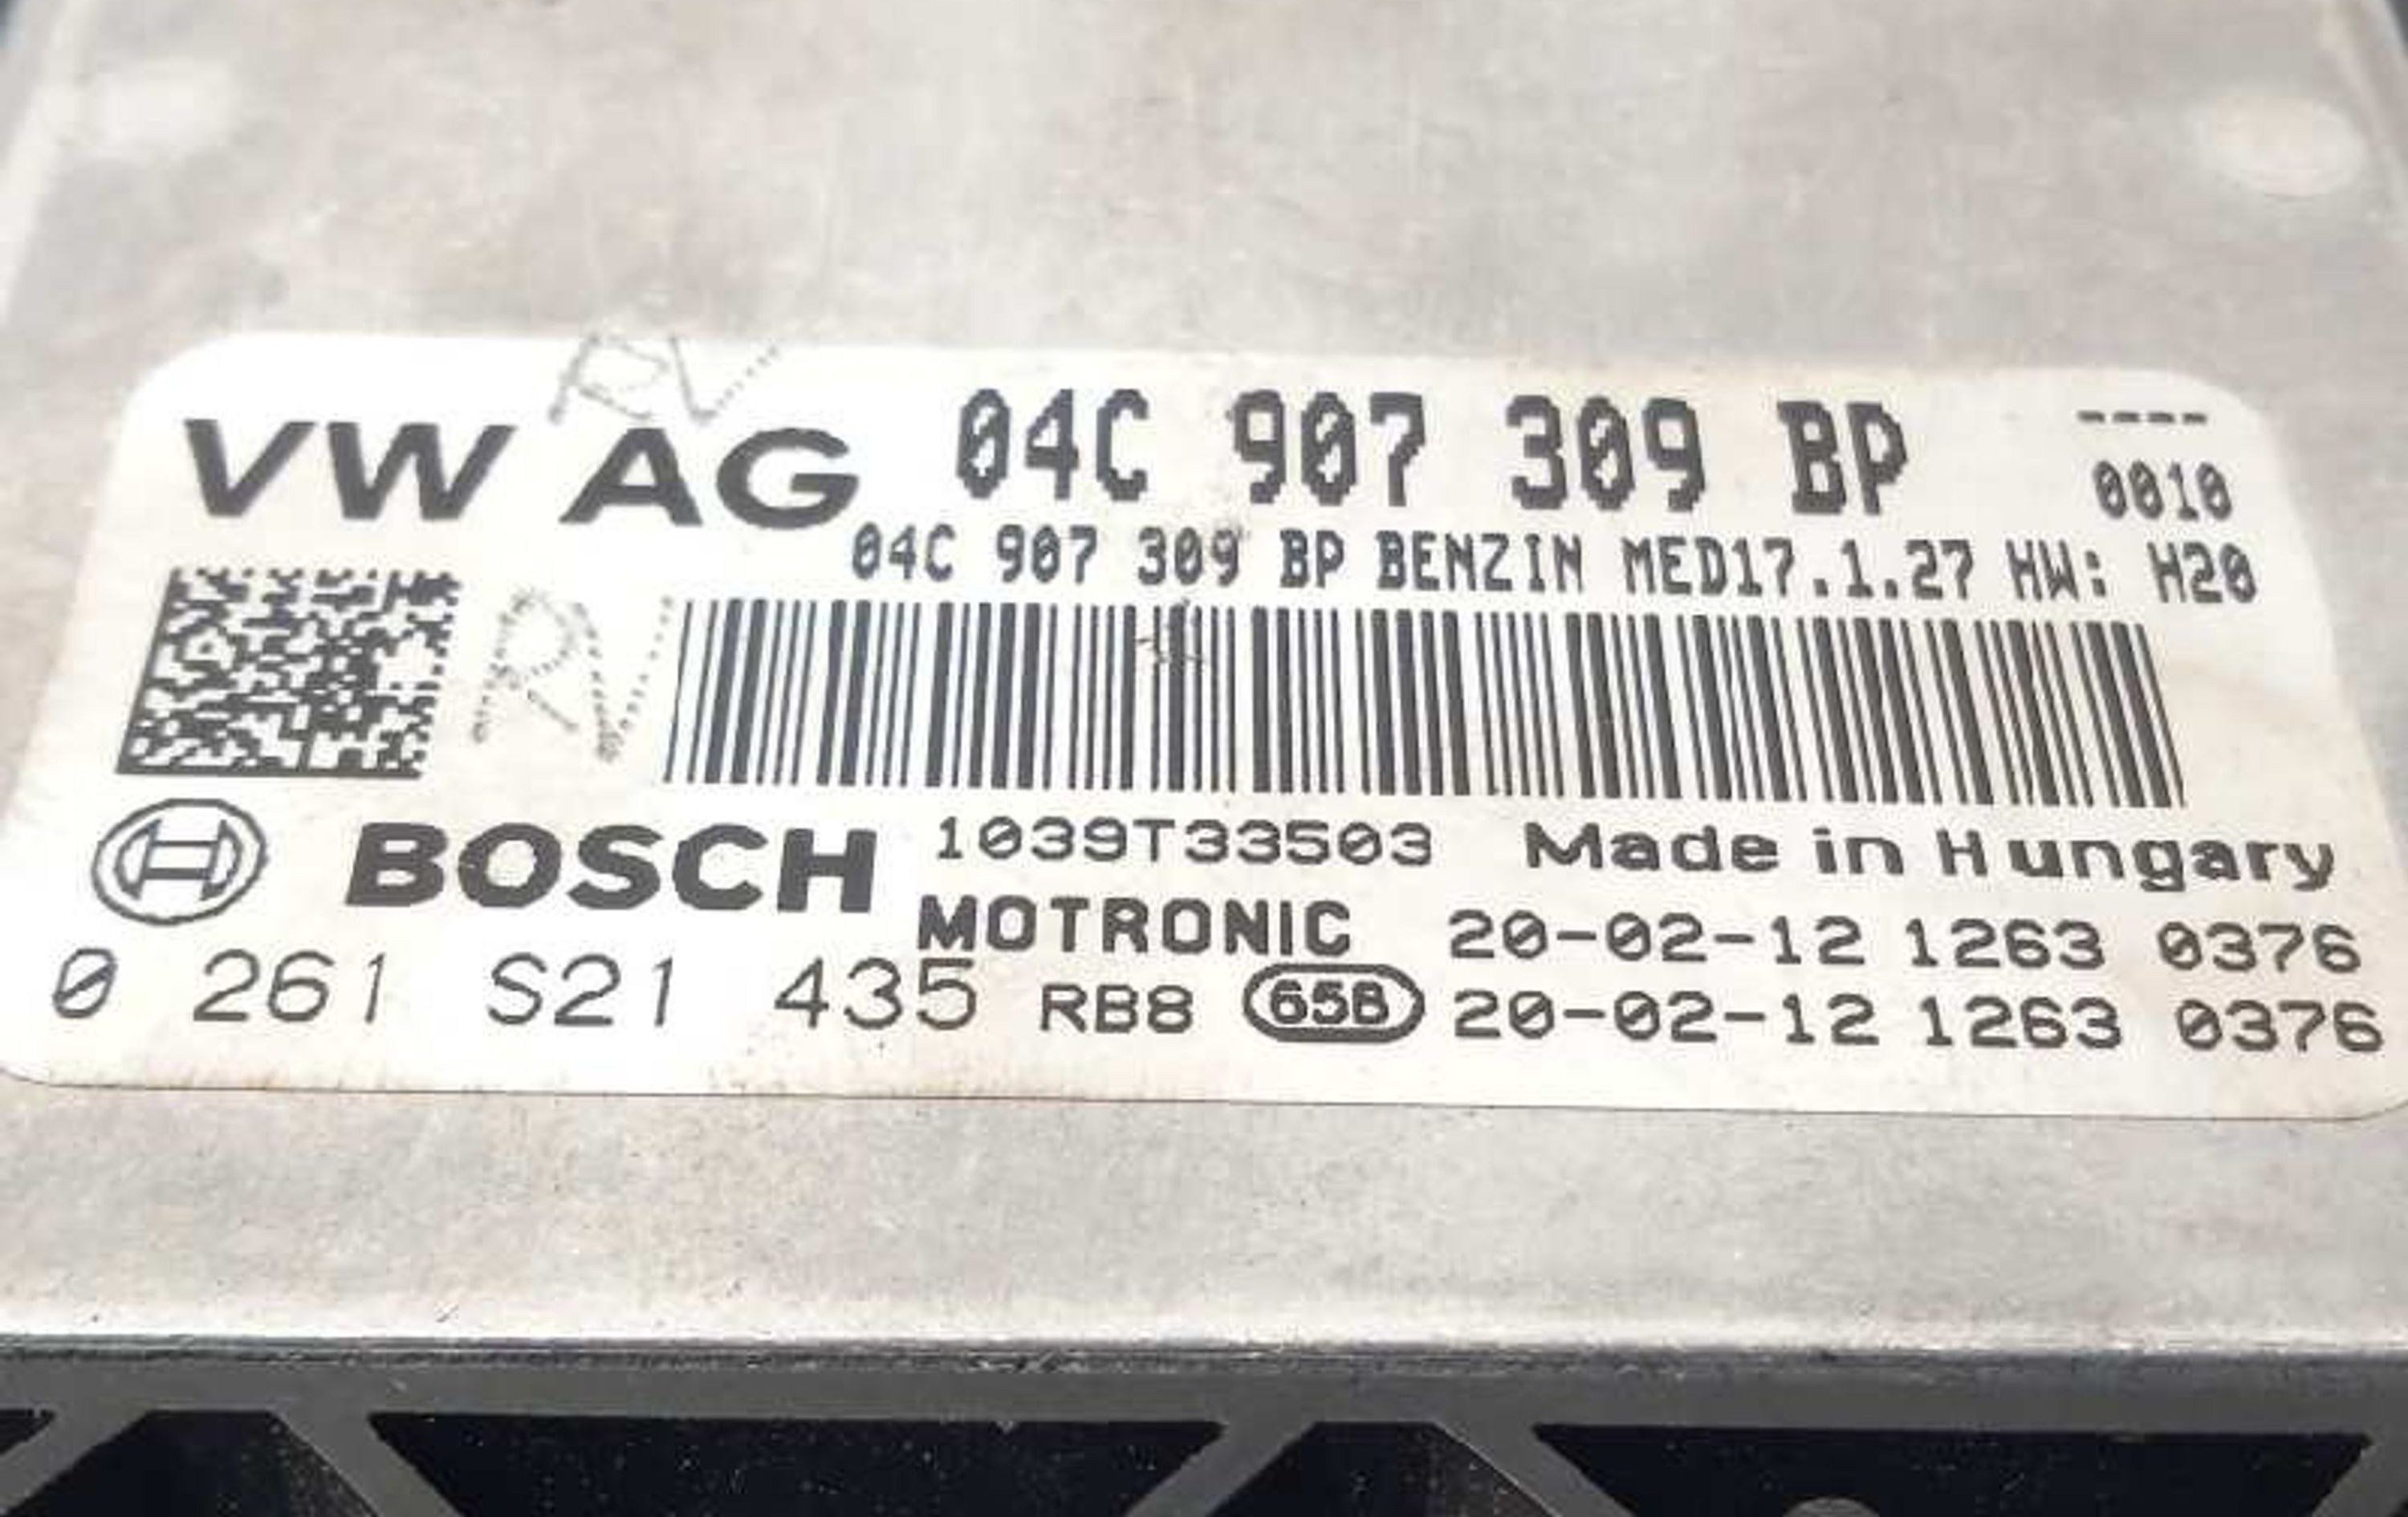 RV
VW AG 04C 907 309 BP ----
0010
04C 907 309 BP BENZIN MED17.1.27 HW: H20
RV
BOSCH 1039T33503 Made in Hungary
MOTRONIC 20-02-12 1263 0376
0 261 S21 435 RB8 65B 20-02-12 1263 0376